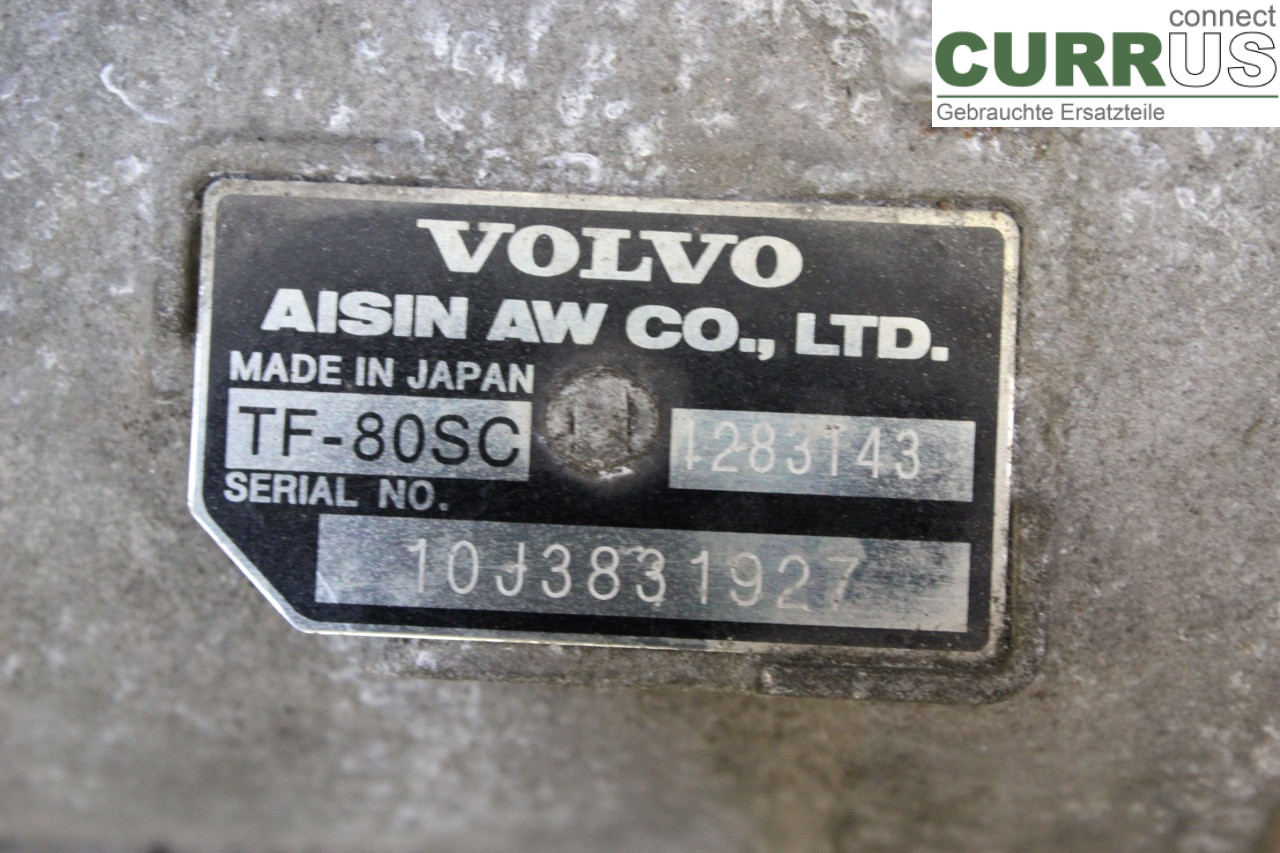 connect
CURRUS
Gebrauchte Ersatzteile
VOLVO
AISIN AW CO., LTD.
MADE IN JAPAN
TF-80SC 1283143
SERIAL NO.
10J3831927